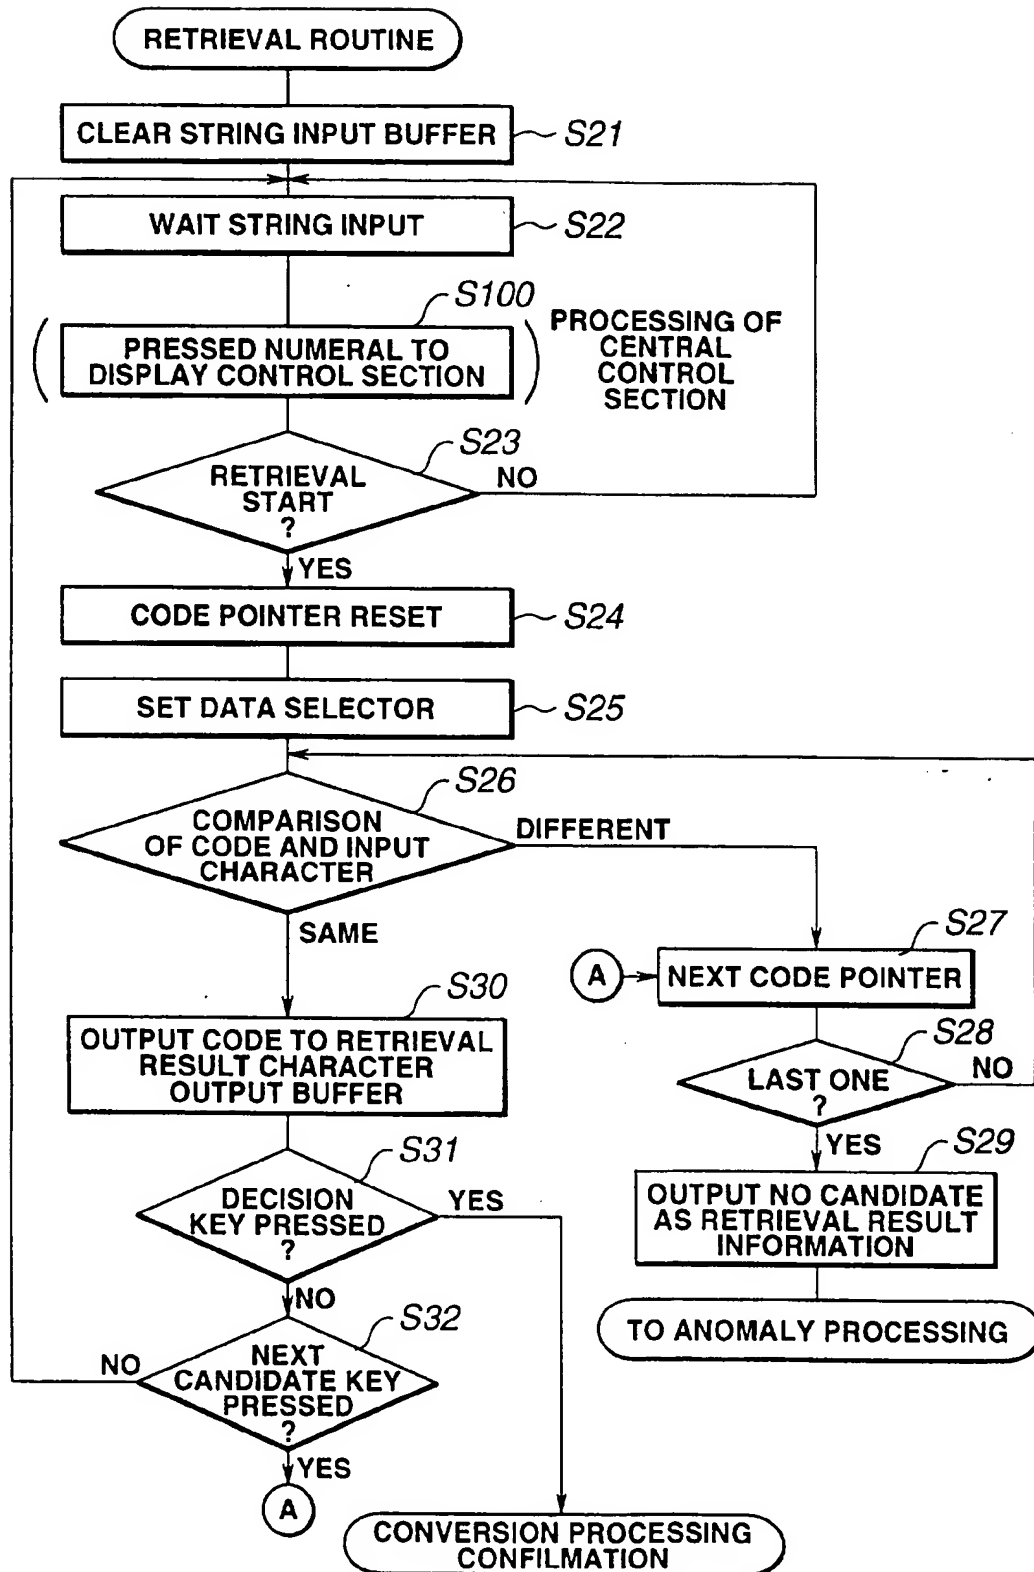 RETRIEVAL ROUTINE
CLEAR STRING INPUT BUFFER
S21
WAIT STRING INPUT
S22
S100
PRESSED NUMERAL TO
DISPLAY CONTROL SECTION
PROCESSING OF
CENTRAL
CONTROL
SECTION
S23
RETRIEVAL
START
?
NO
YES
CODE POINTER RESET
S24
SET DATA SELECTOR
S25
S26
COMPARISON
OF CODE AND INPUT
CHARACTER
DIFFERENT
SAME
S27
A
NEXT CODE POINTER
S28
LAST ONE
?
NO
YES
S29
OUTPUT NO CANDIDATE
AS RETRIEVAL RESULT
INFORMATION
TO ANOMALY PROCESSING
S30
OUTPUT CODE TO RETRIEVAL
RESULT CHARACTER
OUTPUT BUFFER
S31
DECISION
KEY PRESSED
?
YES
NO
S32
NEXT
CANDIDATE KEY
PRESSED
?
NO
YES
A
CONVERSION PROCESSING
CONFILMATION